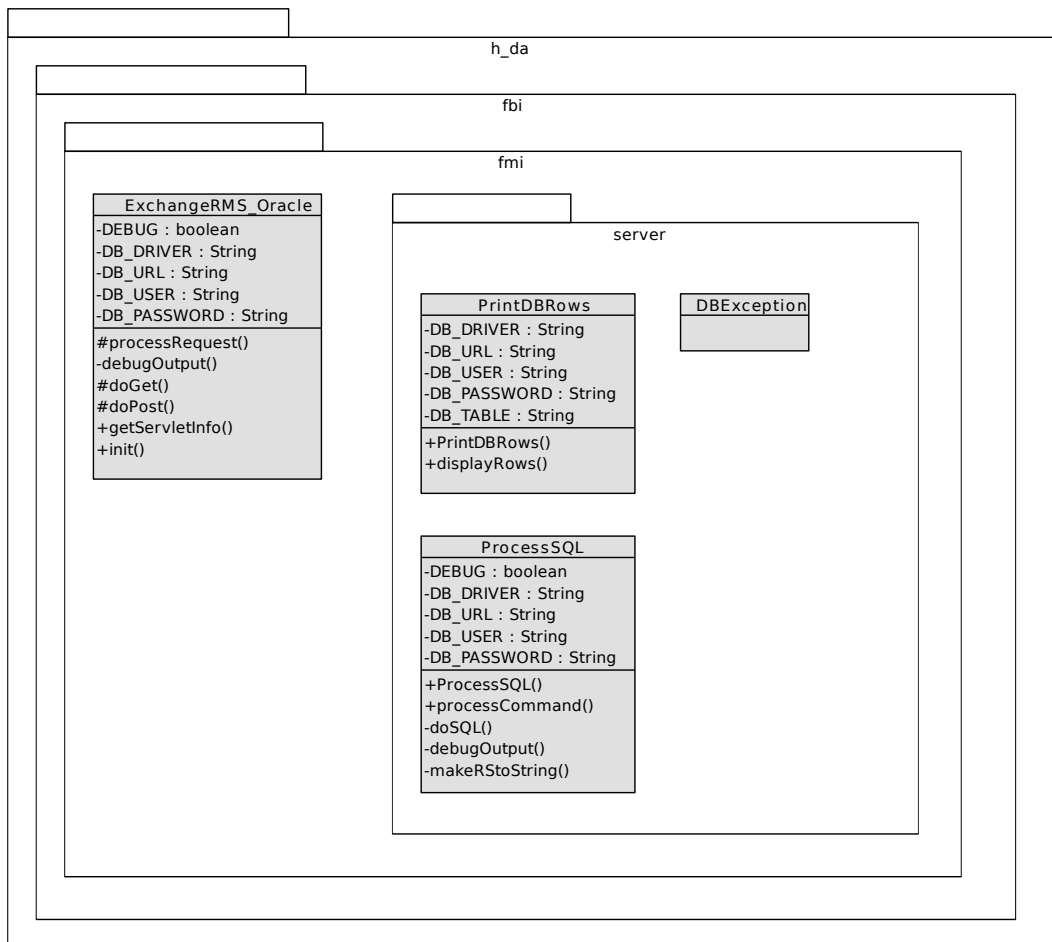 h_da
fbi
fmi
ExchangeRMS_Oracle
-DEBUG : boolean
-DB_DRIVER : String
-DB_URL : String
-DB_USER : String
-DB_PASSWORD : String
#processRequest()
-debugOutput()
#doGet()
#doPost()
+getServletInfo()
+init()
server
PrintDBRows
-DB_DRIVER : String
-DB_URL : String
-DB_USER : String
-DB_PASSWORD : String
-DB_TABLE : String
+PrintDBRows()
+displayRows()
DBException
ProcessSQL
-DEBUG : boolean
-DB_DRIVER : String
-DB_URL : String
-DB_USER : String
-DB_PASSWORD : String
+ProcessSQL()
+processCommand()
-doSQL()
-debugOutput()
-makeRStoString()